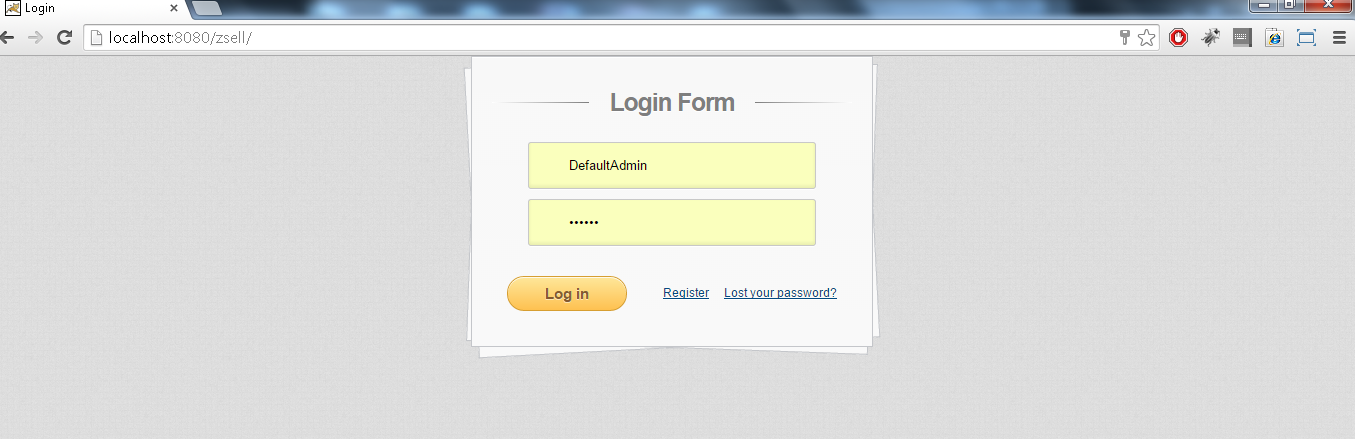 Login
localhost:8080/zsell/
Login Form
DefaultAdmin
••••••
Log in Register Lost your password?